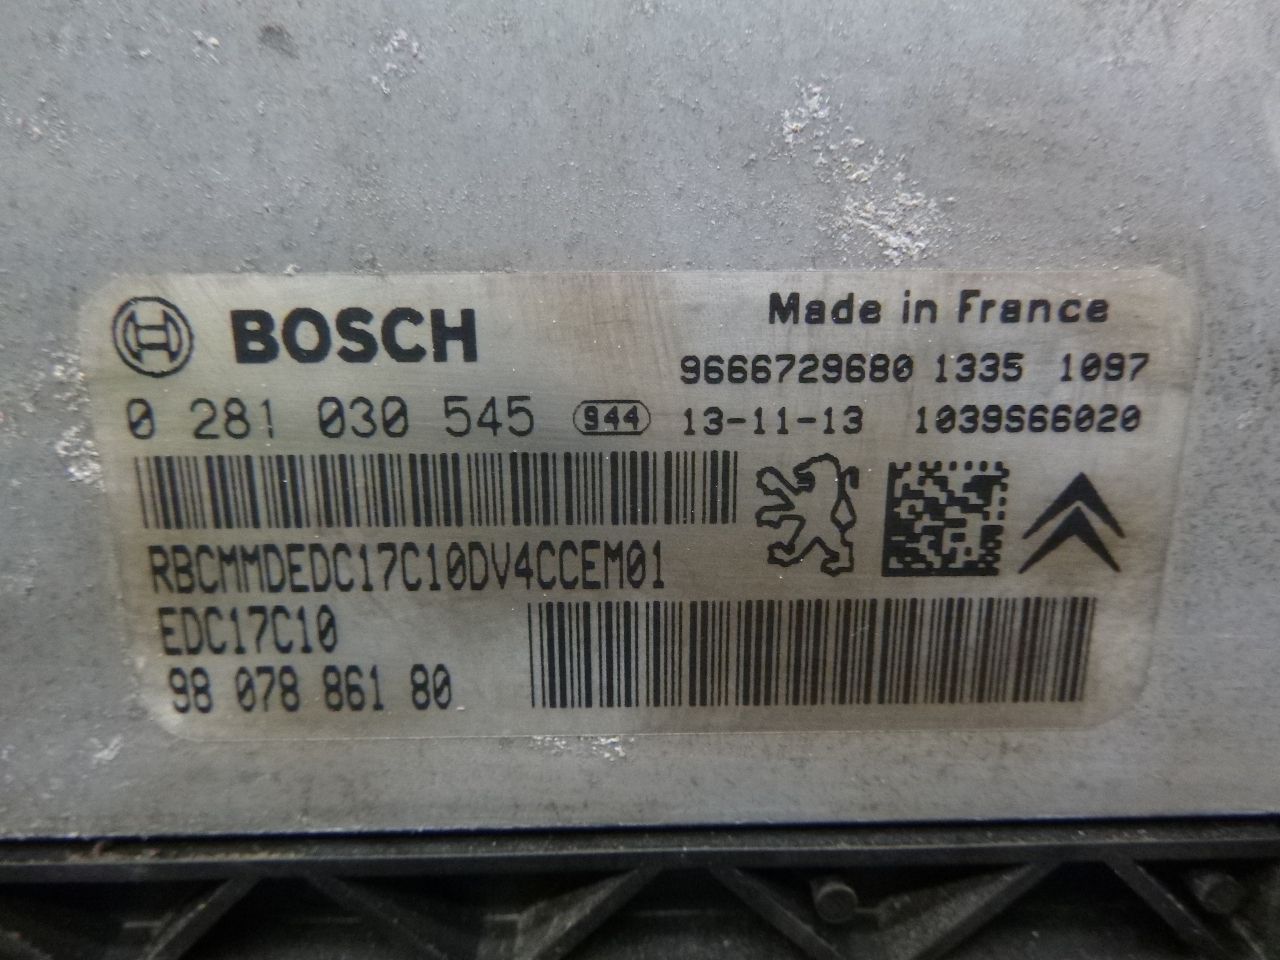 BOSCH
Made in France
9666729680 1335 1097
0 281 030 545 944 13-11-13 1039S66020
RBCMMDEDC17C10DV4CCEM01
EDC17C10
98 078 861 80